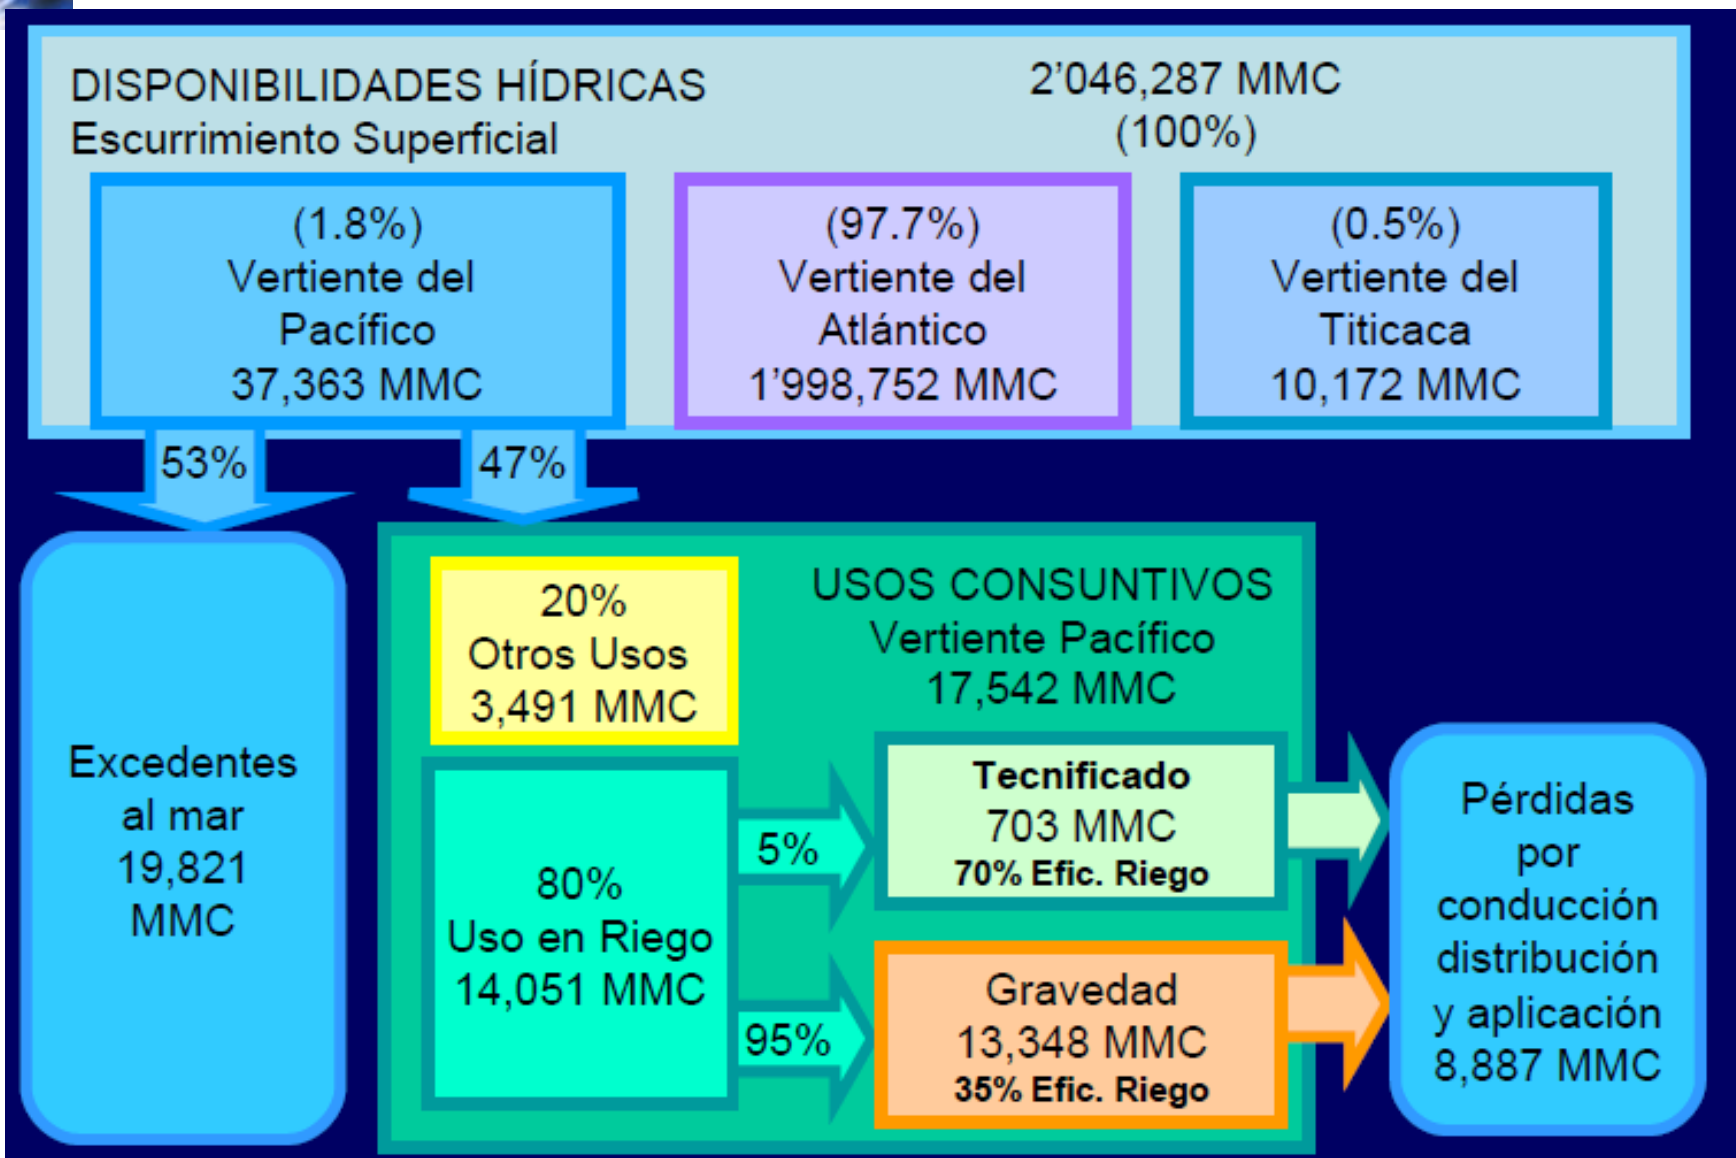 DISPONIBILIDADES HÍDRICAS
Escurrimiento Superficial
2'046,287 MMC
(100%)
(1.8%)
Vertiente del
Pacífico
37,363 MMC
(97.7%)
Vertiente del
Atlántico
1'998,752 MMC
(0.5%)
Vertiente del
Titicaca
10,172 MMC
53%
47%
Excedentes
al mar
19,821
MMC
20%
Otros Usos
3,491 MMC
USOS CONSUNTIVOS
Vertiente Pacífico
17,542 MMC
80%
Uso en Riego
14,051 MMC
5%
95%
Tecnificado
703 MMC
70% Efic. Riego
Gravedad
13,348 MMC
35% Efic. Riego
Pérdidas
por
conducción
distribución
y aplicación
8,887 MMC